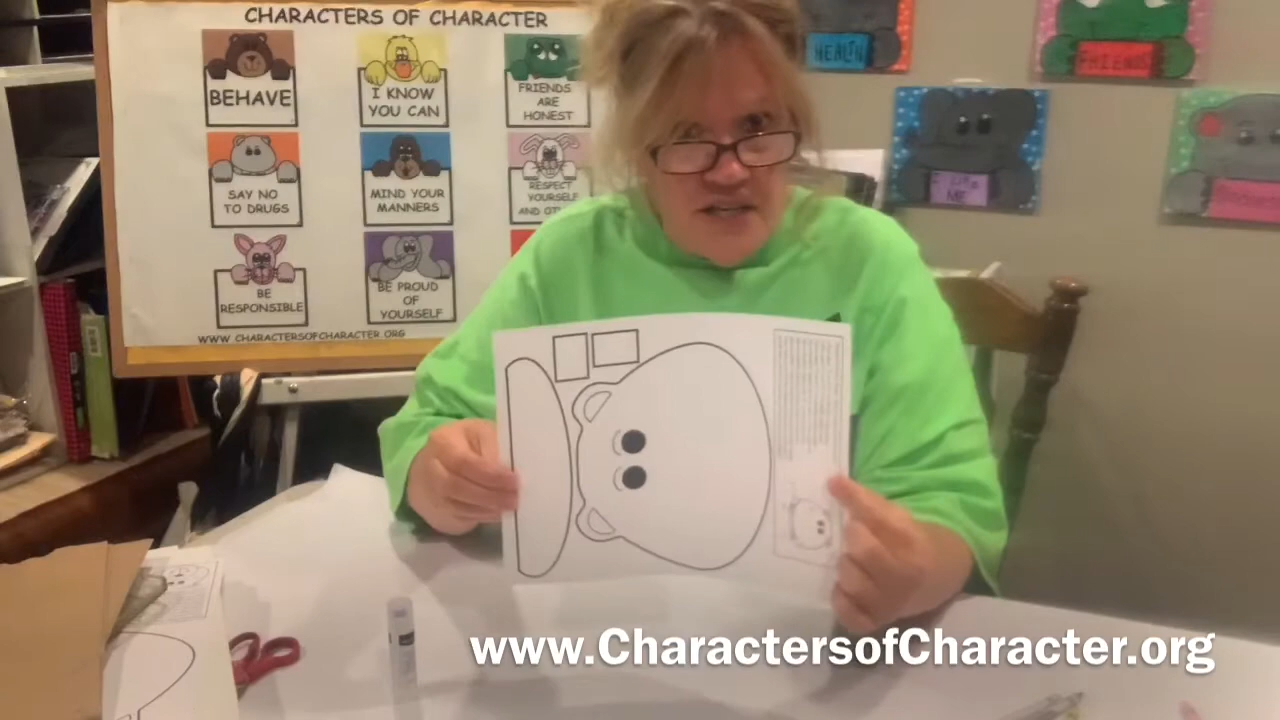 CHARACTERS OF CHARACTER
BEHAVE
I KNOW
YOU CAN
FRIENDS
ARE
HONEST
SAY NO
TO DRUGS
MIND YOUR
MANNERS
RESPECT
YOURSELF
AND
BE
RESPONSIBLE
BE PROUD
OF
YOURSELF
WWW.CHARACTERSOFCHARACTER.ORG
HEALTH
FRIENDS
www.CharactersofCharacter.org